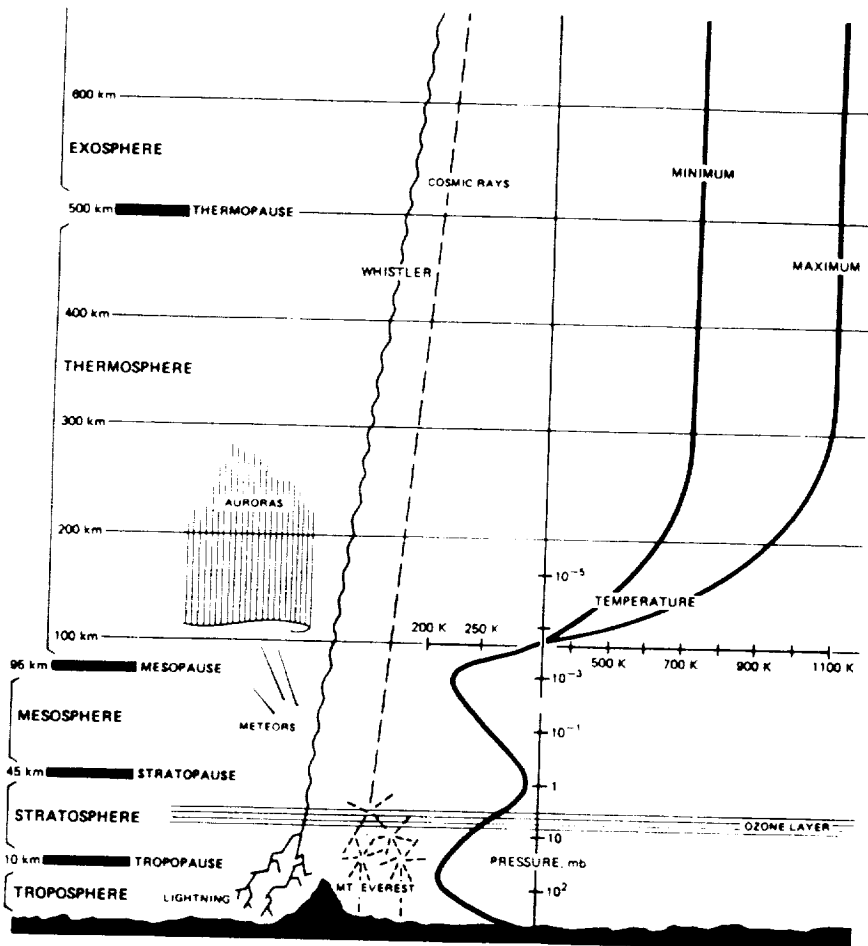 600 km
EXOSPHERE
COSMIC RAYS
MINIMUM
500 km THERMOPAUSE
WHISTLER
MAXIMUM
400 km
THERMOSPHERE
300 km
AURORAS
200 km
10⁻⁵
TEMPERATURE
100 km
200 K 250 K
500 K 700 K 900 K 1100 K
95 km MESOPAUSE
10⁻³
MESOSPHERE
METEORS
10⁻¹
45 km STRATOPAUSE
1
STRATOSPHERE
OZONE LAYER
10
10 km TROPOPAUSE
PRESSURE, mb
MT EVEREST
10²
TROPOSPHERE
LIGHTNING